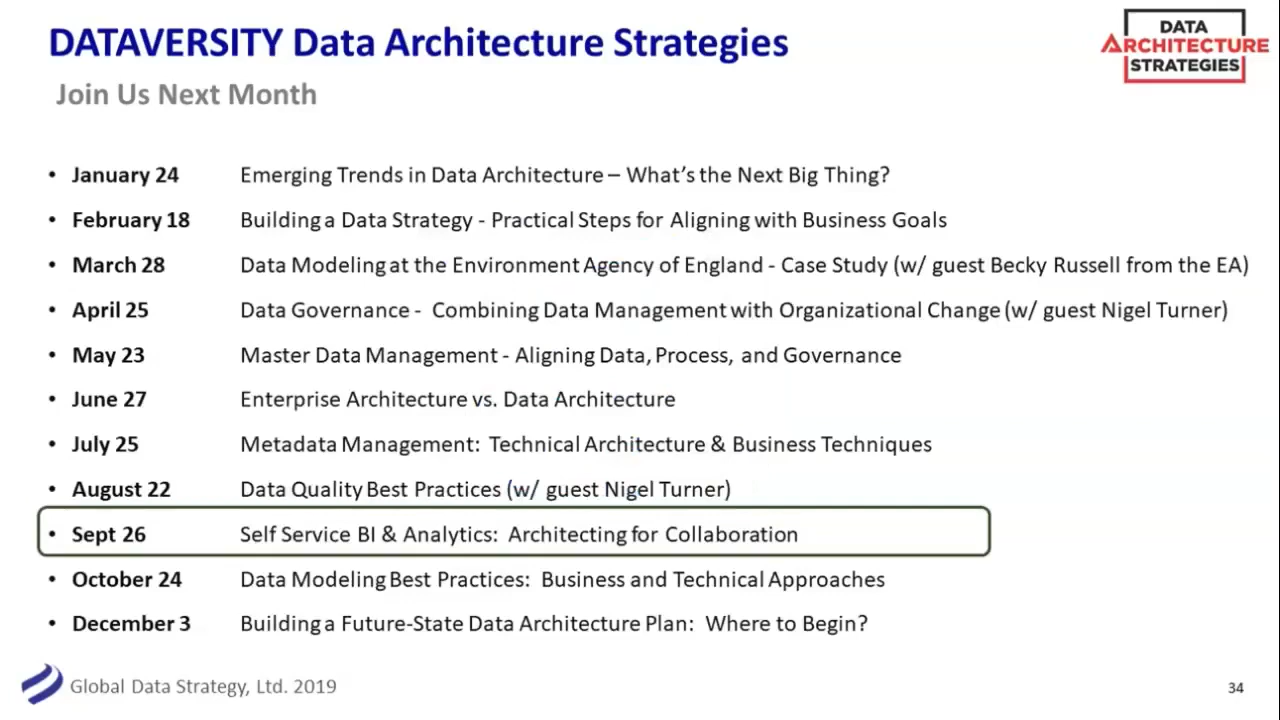 DATAVERSITY Data Architecture Strategies
DATA
ARCHITECTURE
STRATEGIES
Join Us Next Month
• January 24 Emerging Trends in Data Architecture – What's the Next Big Thing?
• February 18 Building a Data Strategy - Practical Steps for Aligning with Business Goals
• March 28 Data Modeling at the Environment Agency of England - Case Study (w/ guest Becky Russell from the EA)
• April 25 Data Governance - Combining Data Management with Organizational Change (w/ guest Nigel Turner)
• May 23 Master Data Management - Aligning Data, Process, and Governance
• June 27 Enterprise Architecture vs. Data Architecture
• July 25 Metadata Management: Technical Architecture & Business Techniques
• August 22 Data Quality Best Practices (w/ guest Nigel Turner)
• Sept 26 Self Service BI & Analytics: Architecting for Collaboration
• October 24 Data Modeling Best Practices: Business and Technical Approaches
• December 3 Building a Future-State Data Architecture Plan: Where to Begin?
Global Data Strategy, Ltd. 2019
34